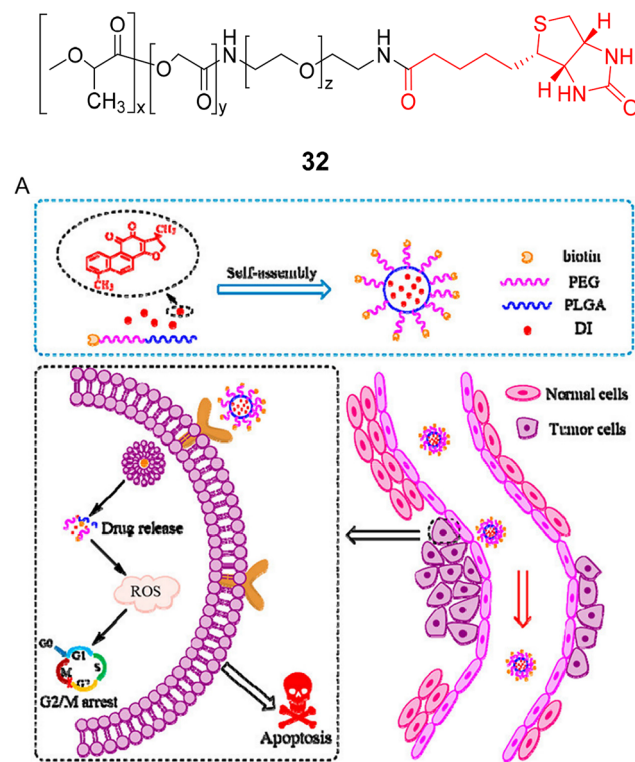 O
O
H
N
O
H
N
S
H
NH
O
CH₃
x
O
y
z
O
H
N
H
O
32
A
CH₃
O
O
O
CH₃
Self-assembly
biotin
PEG
PLGA
DI
Normal cells
Tumor cells
Drug release
ROS
G0
G1
M
S
G2
G2/M arrest
Apoptosis